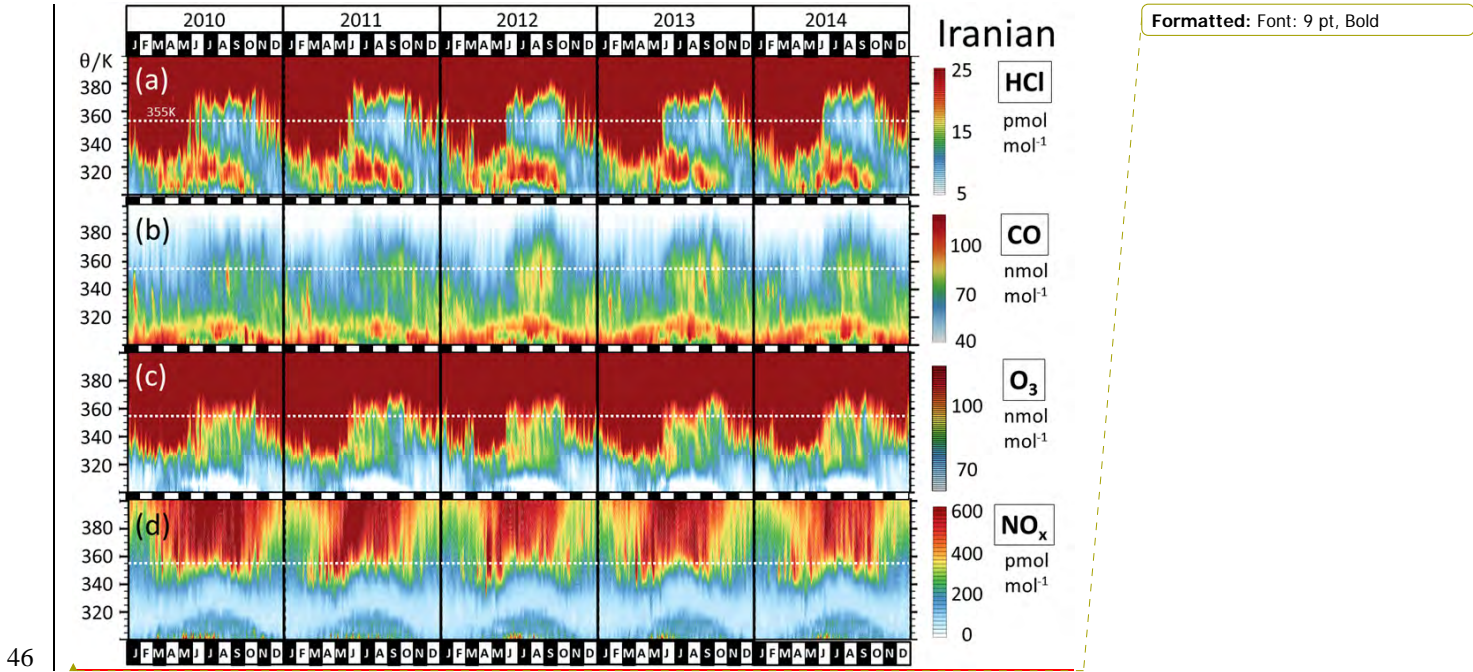 2010 2011 2012 2013 2014
J F M A M J J A S O N D J F M A M J J A S O N D J F M A M J J A S O N D J F M A M J J A S O N D J F M A M J J A S O N D
Iranian
Formatted: Font: 9 pt, Bold
θ/K
(a)
355K
380
360
340
320
25
15
5
HCl
pmol
mol-1
(b)
380
360
340
320
100
70
40
CO
nmol
mol-1
(c)
380
360
340
320
100
70
O3
nmol
mol-1
(d)
380
360
340
320
600
400
200
0
NOx
pmol
mol-1
J F M A M J J A S O N D J F M A M J J A S O N D J F M A M J J A S O N D J F M A M J J A S O N D J F M A M J J A S O N D
46